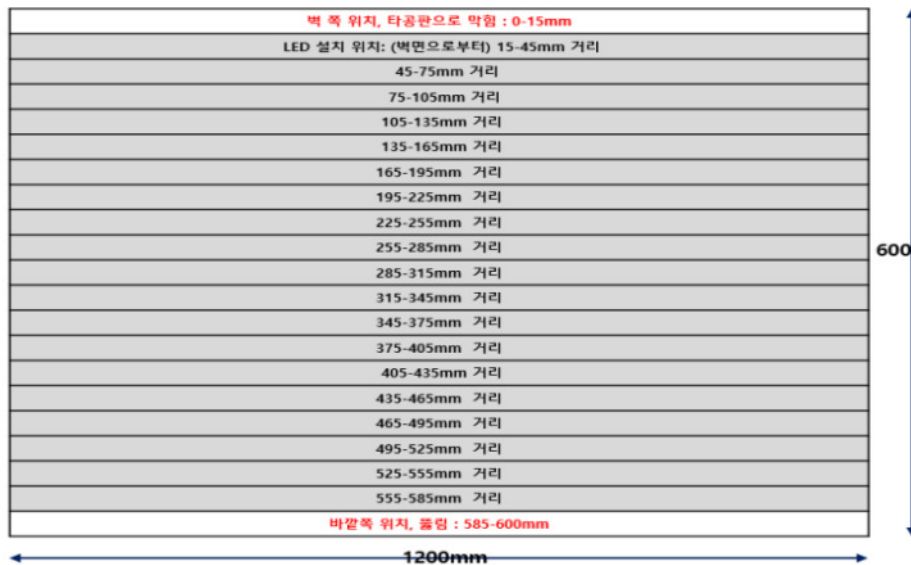 벽 쪽 위치, 타공판으로 막힘 : 0-15mm
LED 설치 위치: (벽면으로부터) 15-45mm 거리
45-75mm 거리
75-105mm 거리
105-135mm 거리
135-165mm 거리
165-195mm 거리
195-225mm 거리
225-255mm 거리
255-285mm 거리
285-315mm 거리
315-345mm 거리
345-375mm 거리
375-405mm 거리
405-435mm 거리
435-465mm 거리
465-495mm 거리
495-525mm 거리
525-555mm 거리
555-585mm 거리
바깥쪽 위치, 뚫림 : 585-600mm
600
1200mm